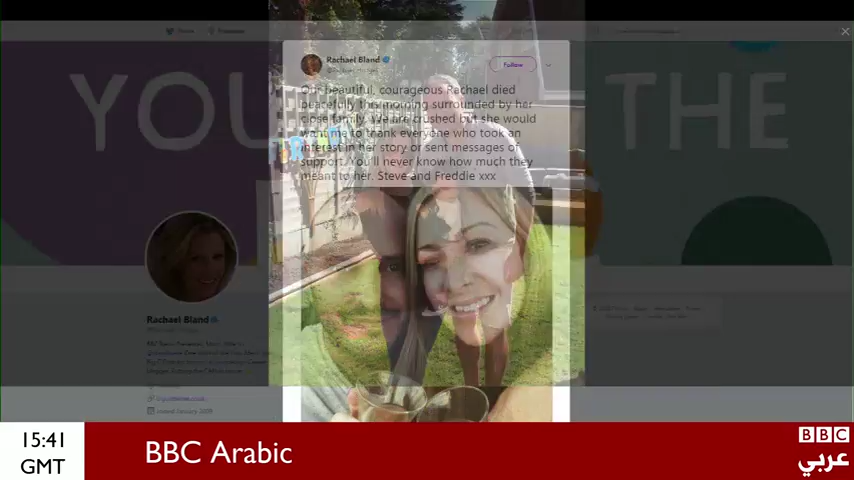 YOU THE
Rachael Bland
Follow
Our beautiful, courageous Rachael died
peacefully this morning surrounded by her
close family. We are crushed but she would
want me to thank everyone who took an
interest in her story or sent messages of
support. You'll never know how much they
meant to her. Steve and Freddie xxx
Rachael Bland
15:41
GMT
BBC Arabic
BBC
عربي